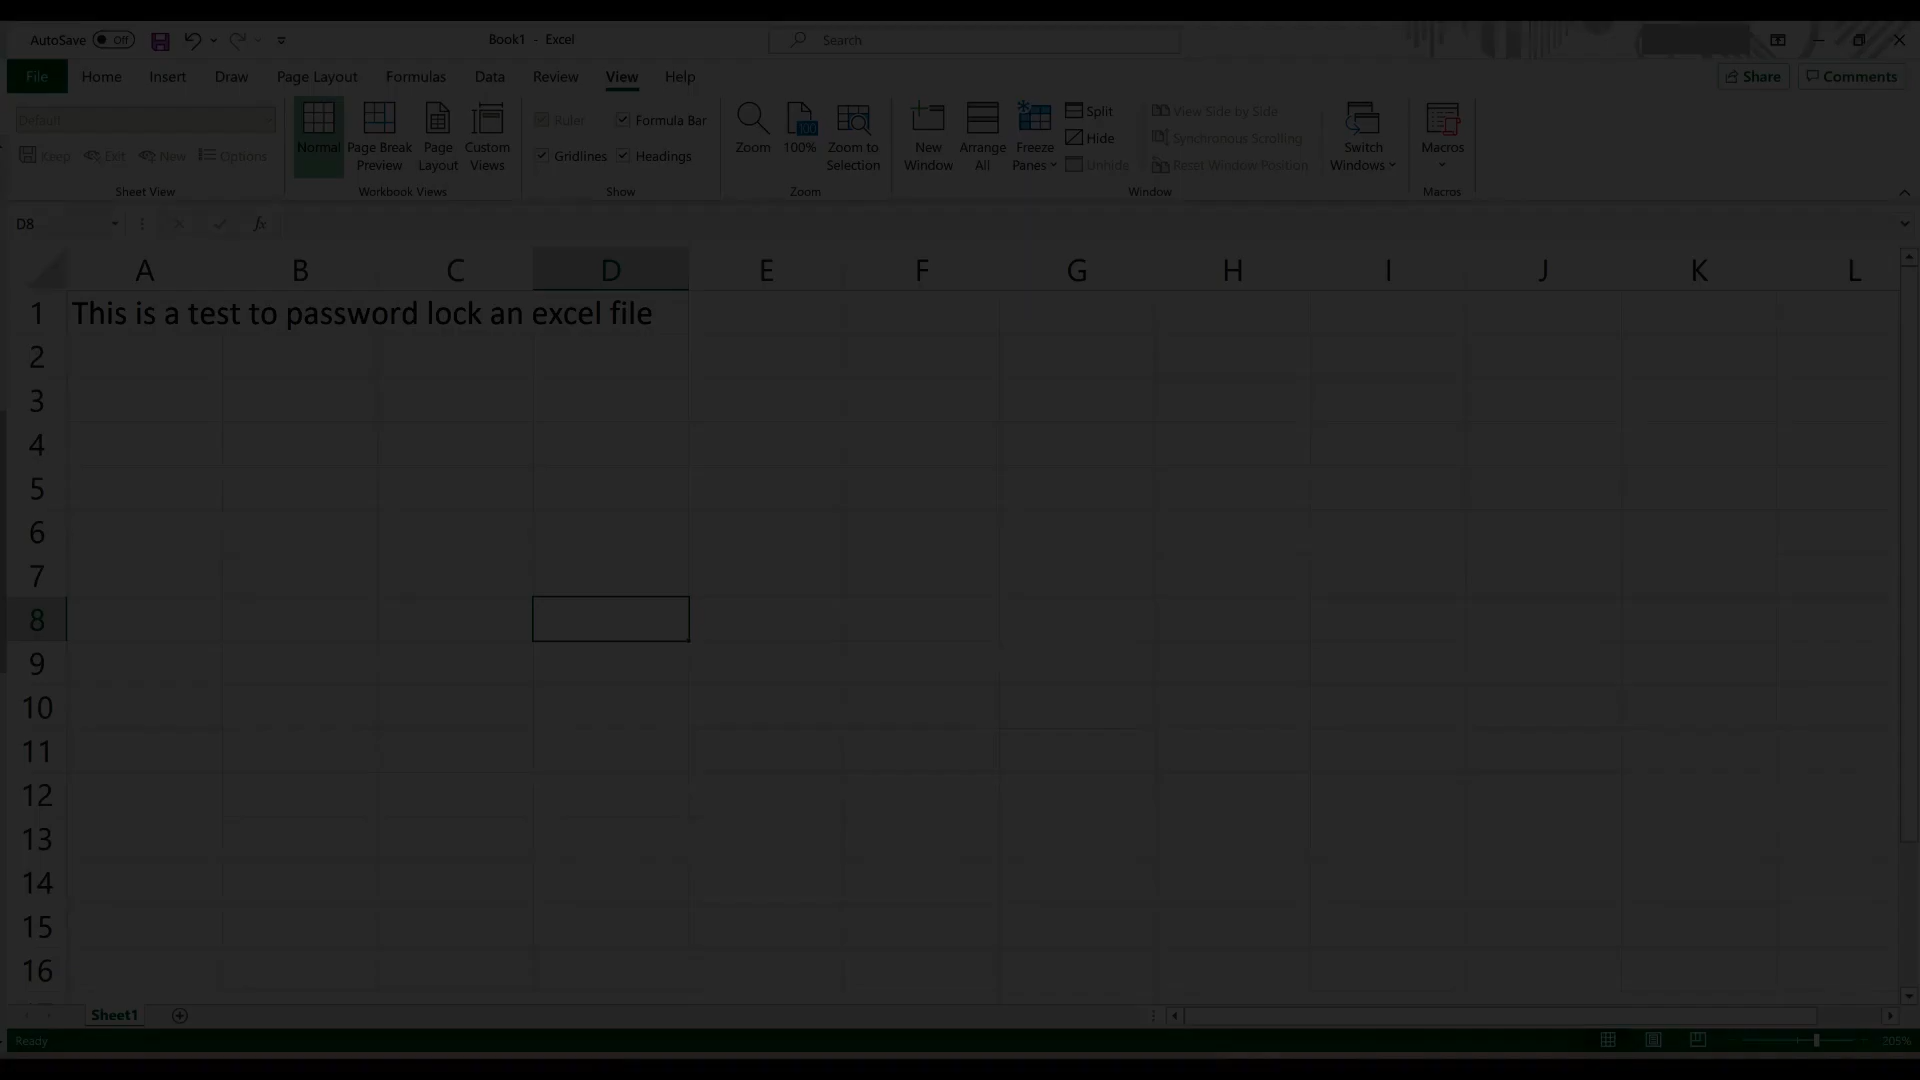 AutoSave Off Book1 - Excel Search
File Home Insert Draw Page Layout Formulas Data Review View Help Share Comments
Default
Keep Exit New Options
Sheet View
Normal
Page Break Preview
Page Layout
Custom Views
Workbook Views
Ruler Formula Bar
Gridlines Headings
Show
Zoom
100
100%
Zoom to Selection
Zoom
New Window
Arrange All
Freeze Panes
Split
Hide
Unhide
View Side by Side
Synchronous Scrolling
Reset Window Position
Switch Windows
Window
Macros
Macros
D8 fx
A B C D E F G H I J K L
1 This is a test to password lock an excel file
2
3
4
5
6
7
8
9
10
11
12
13
14
15
16
Sheet1
Ready 205%